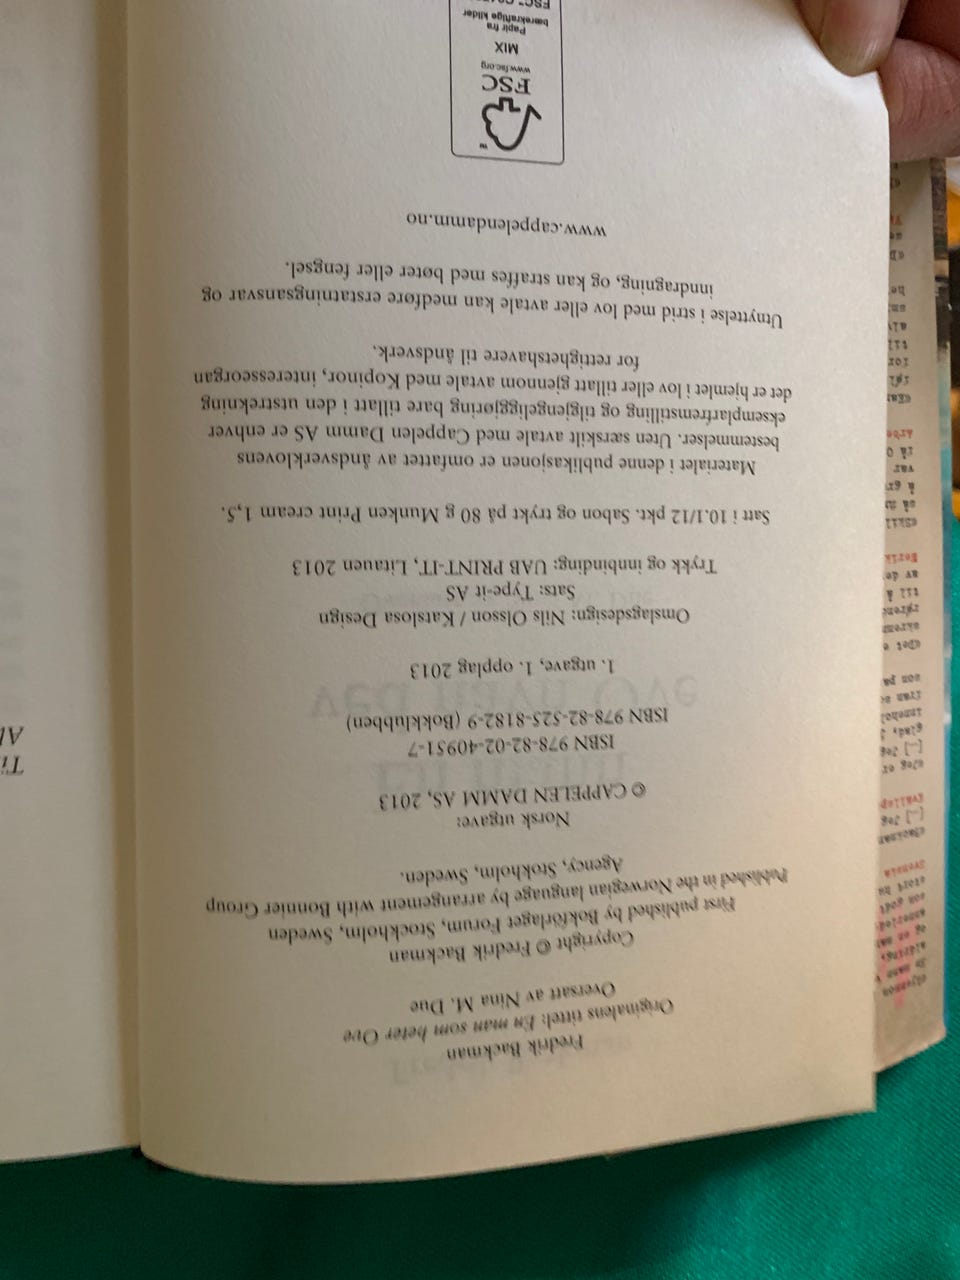 Fredrik Backman
Originalens tittel: En man som heter Ove
Oversatt av Nina M. Due
Copyright © Fredrik Backman
First published by Bokförlaget Forum, Stockholm, Sweden
Published in the Norwegian language by arrangement with Bonnier Group
Agency, Stokholm, Sweden.
Norsk utgave:
© CAPPELEN DAMM AS, 2013
ISBN 978-82-02-40951-7
ISBN 978-82-525-8182-9 (Bokklubben)
1. utgave, 1. opplag 2013
Omslagsdesign: Nils Olsson / Katslosa Design
Sats: Type-it AS
Trykk og innbinding: UAB PRINT-IT, Litauen 2013
Satt i 10.1/12 pkt. Sabon og trykt på 80 g Munken Print cream 1,5.
Materialet i denne publikasjonen er omfattet av åndsverklovens
bestemmelser. Uten særskilt avtale med Cappelen Damm AS er enhver
eksemplarfremstilling og tilgjengeliggjøring bare tillatt i den utstrekning
det er hjemlet i lov eller tillatt gjennom avtale med Kopinor, interesseorgan
for rettighetshavere til åndsverk.
Utnyttelse i strid med lov eller avtale kan medføre erstatningsansvar og
inndragning, og kan straffes med bøter eller fengsel.
www.cappelendamm.no
FSC
www.fsc.org
MIX
Papir fra
bærekraftige kilder